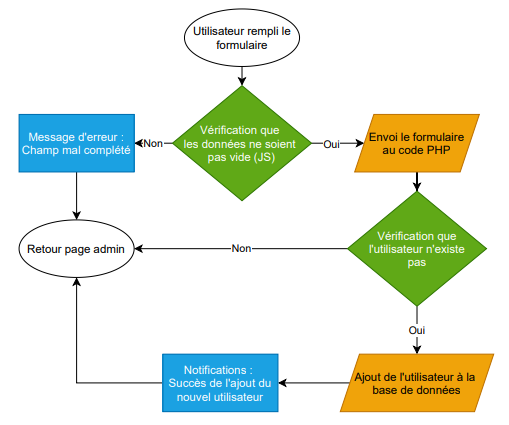 Utilisateur rempli le
formulaire
Message d'erreur :
Champ mal complété
Non
Vérification que
les données ne soient
pas vide (JS)
Oui
Envoi le formulaire
au code PHP
Retour page admin
Non
Vérification que
l'utilisateur n'existe
pas
Oui
Notifications :
Succès de l'ajout du
nouvel utilisateur
Ajout de l'utilisateur à la
base de données